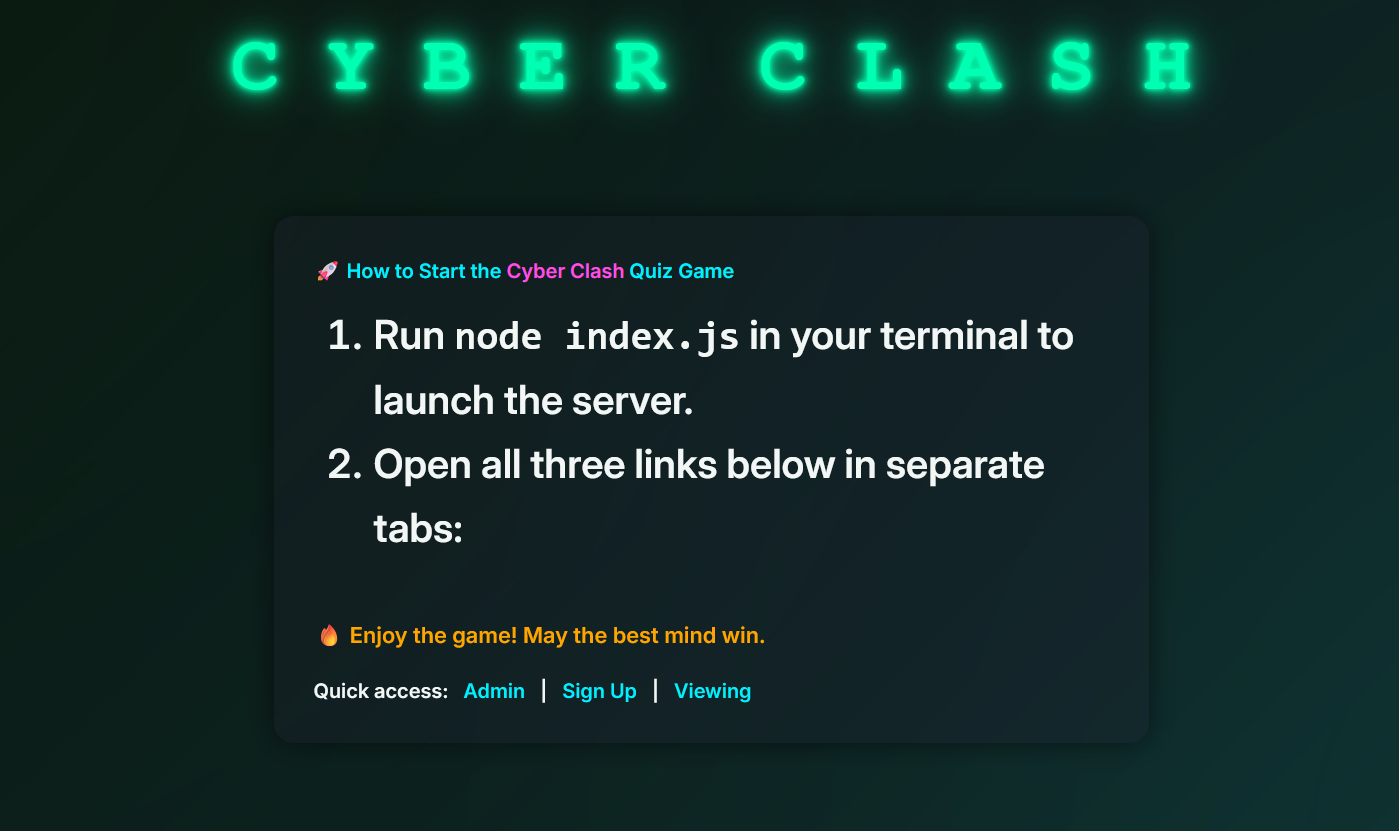 CYBER CLASH
🚀 How to Start the Cyber Clash Quiz Game
1. Run node index.js in your terminal to
launch the server.
2. Open all three links below in separate
tabs:
🔥 Enjoy the game! May the best mind win.
Quick access: Admin | Sign Up | Viewing